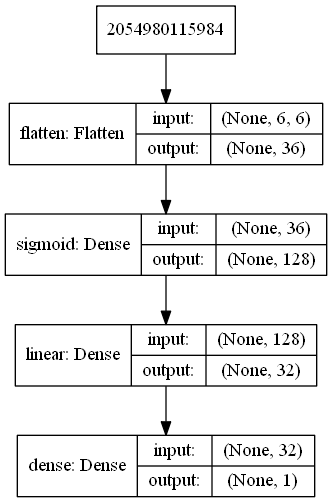 2054980115984
flatten: Flatten
input: (None, 6, 6)
output: (None, 36)
sigmoid: Dense
input: (None, 36)
output: (None, 128)
linear: Dense
input: (None, 128)
output: (None, 32)
dense: Dense
input: (None, 32)
output: (None, 1)